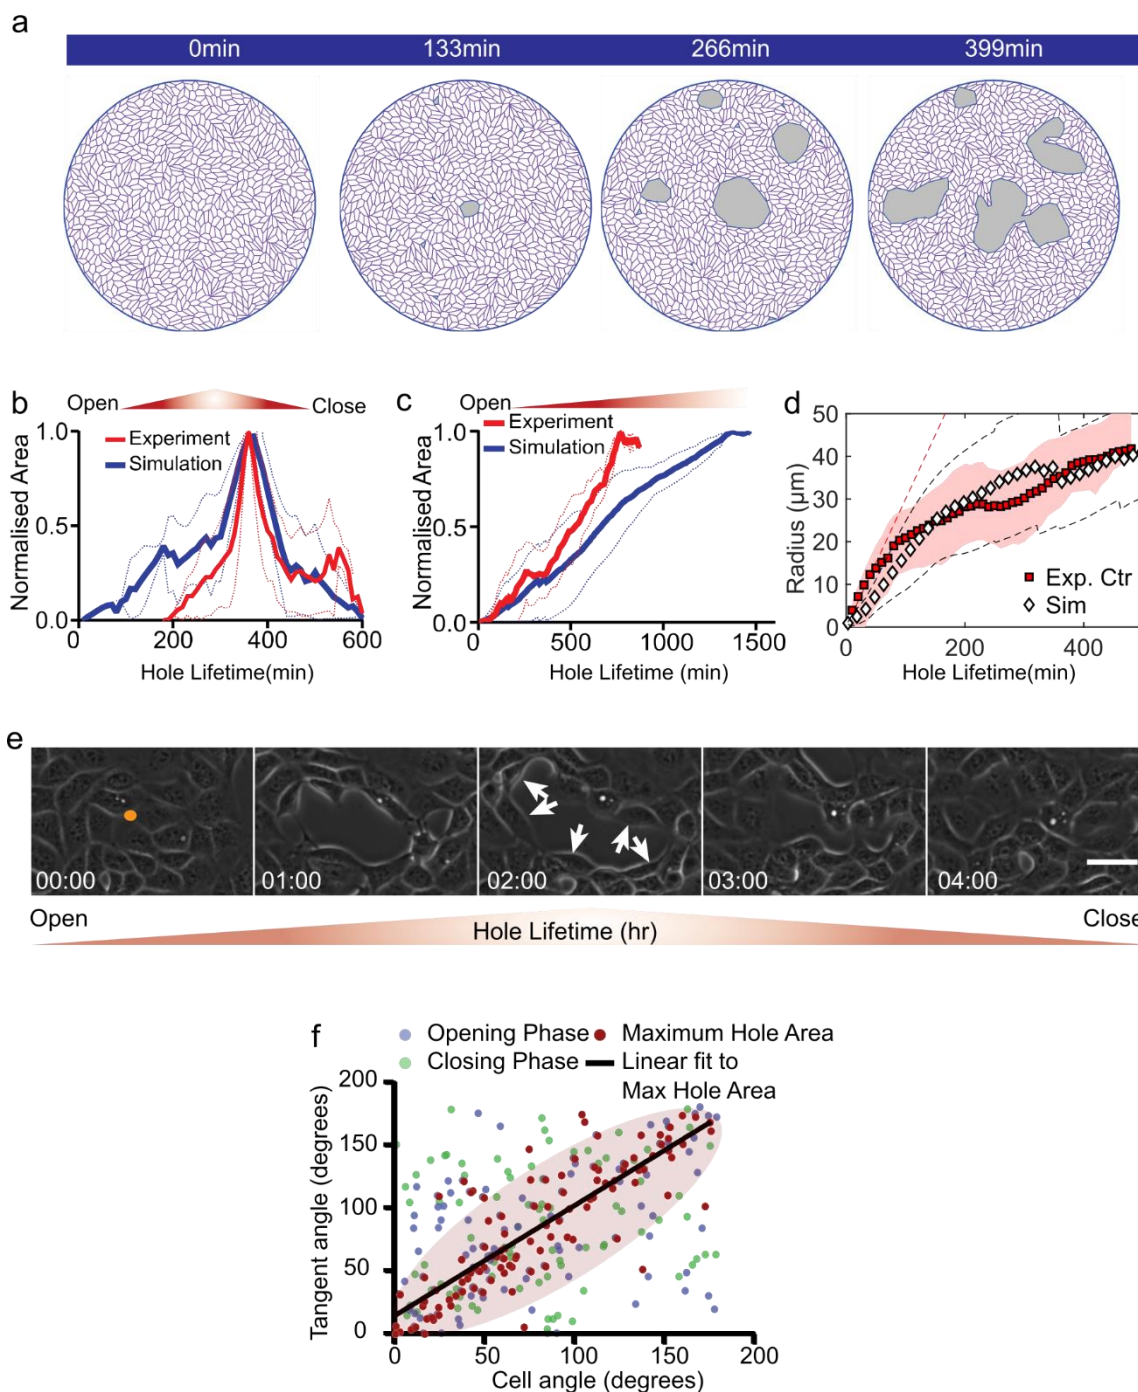 a
0min 133min 266min 399min
b
Open Close
Experiment
Simulation
Normalised Area
1.0
0.5
0.0
0 200 400 600
Hole Lifetime(min)
c
Open
Experiment
Simulation
Normalised Area
1.0
0.5
0.0
0 500 1000 1500
Hole Lifetime (min)
d
Radius (µm)
50
40
30
20
10
0
Exp. Ctr
Sim
0 200 400
Hole Lifetime(min)
e
00:00 01:00 02:00 03:00 04:00
Open Close
Hole Lifetime (hr)
f
Opening Phase Maximum Hole Area
Closing Phase Linear fit to
Max Hole Area
Tangent angle (degrees)
200
150
100
50
0
0 50 100 150 200
Cell angle (degrees)